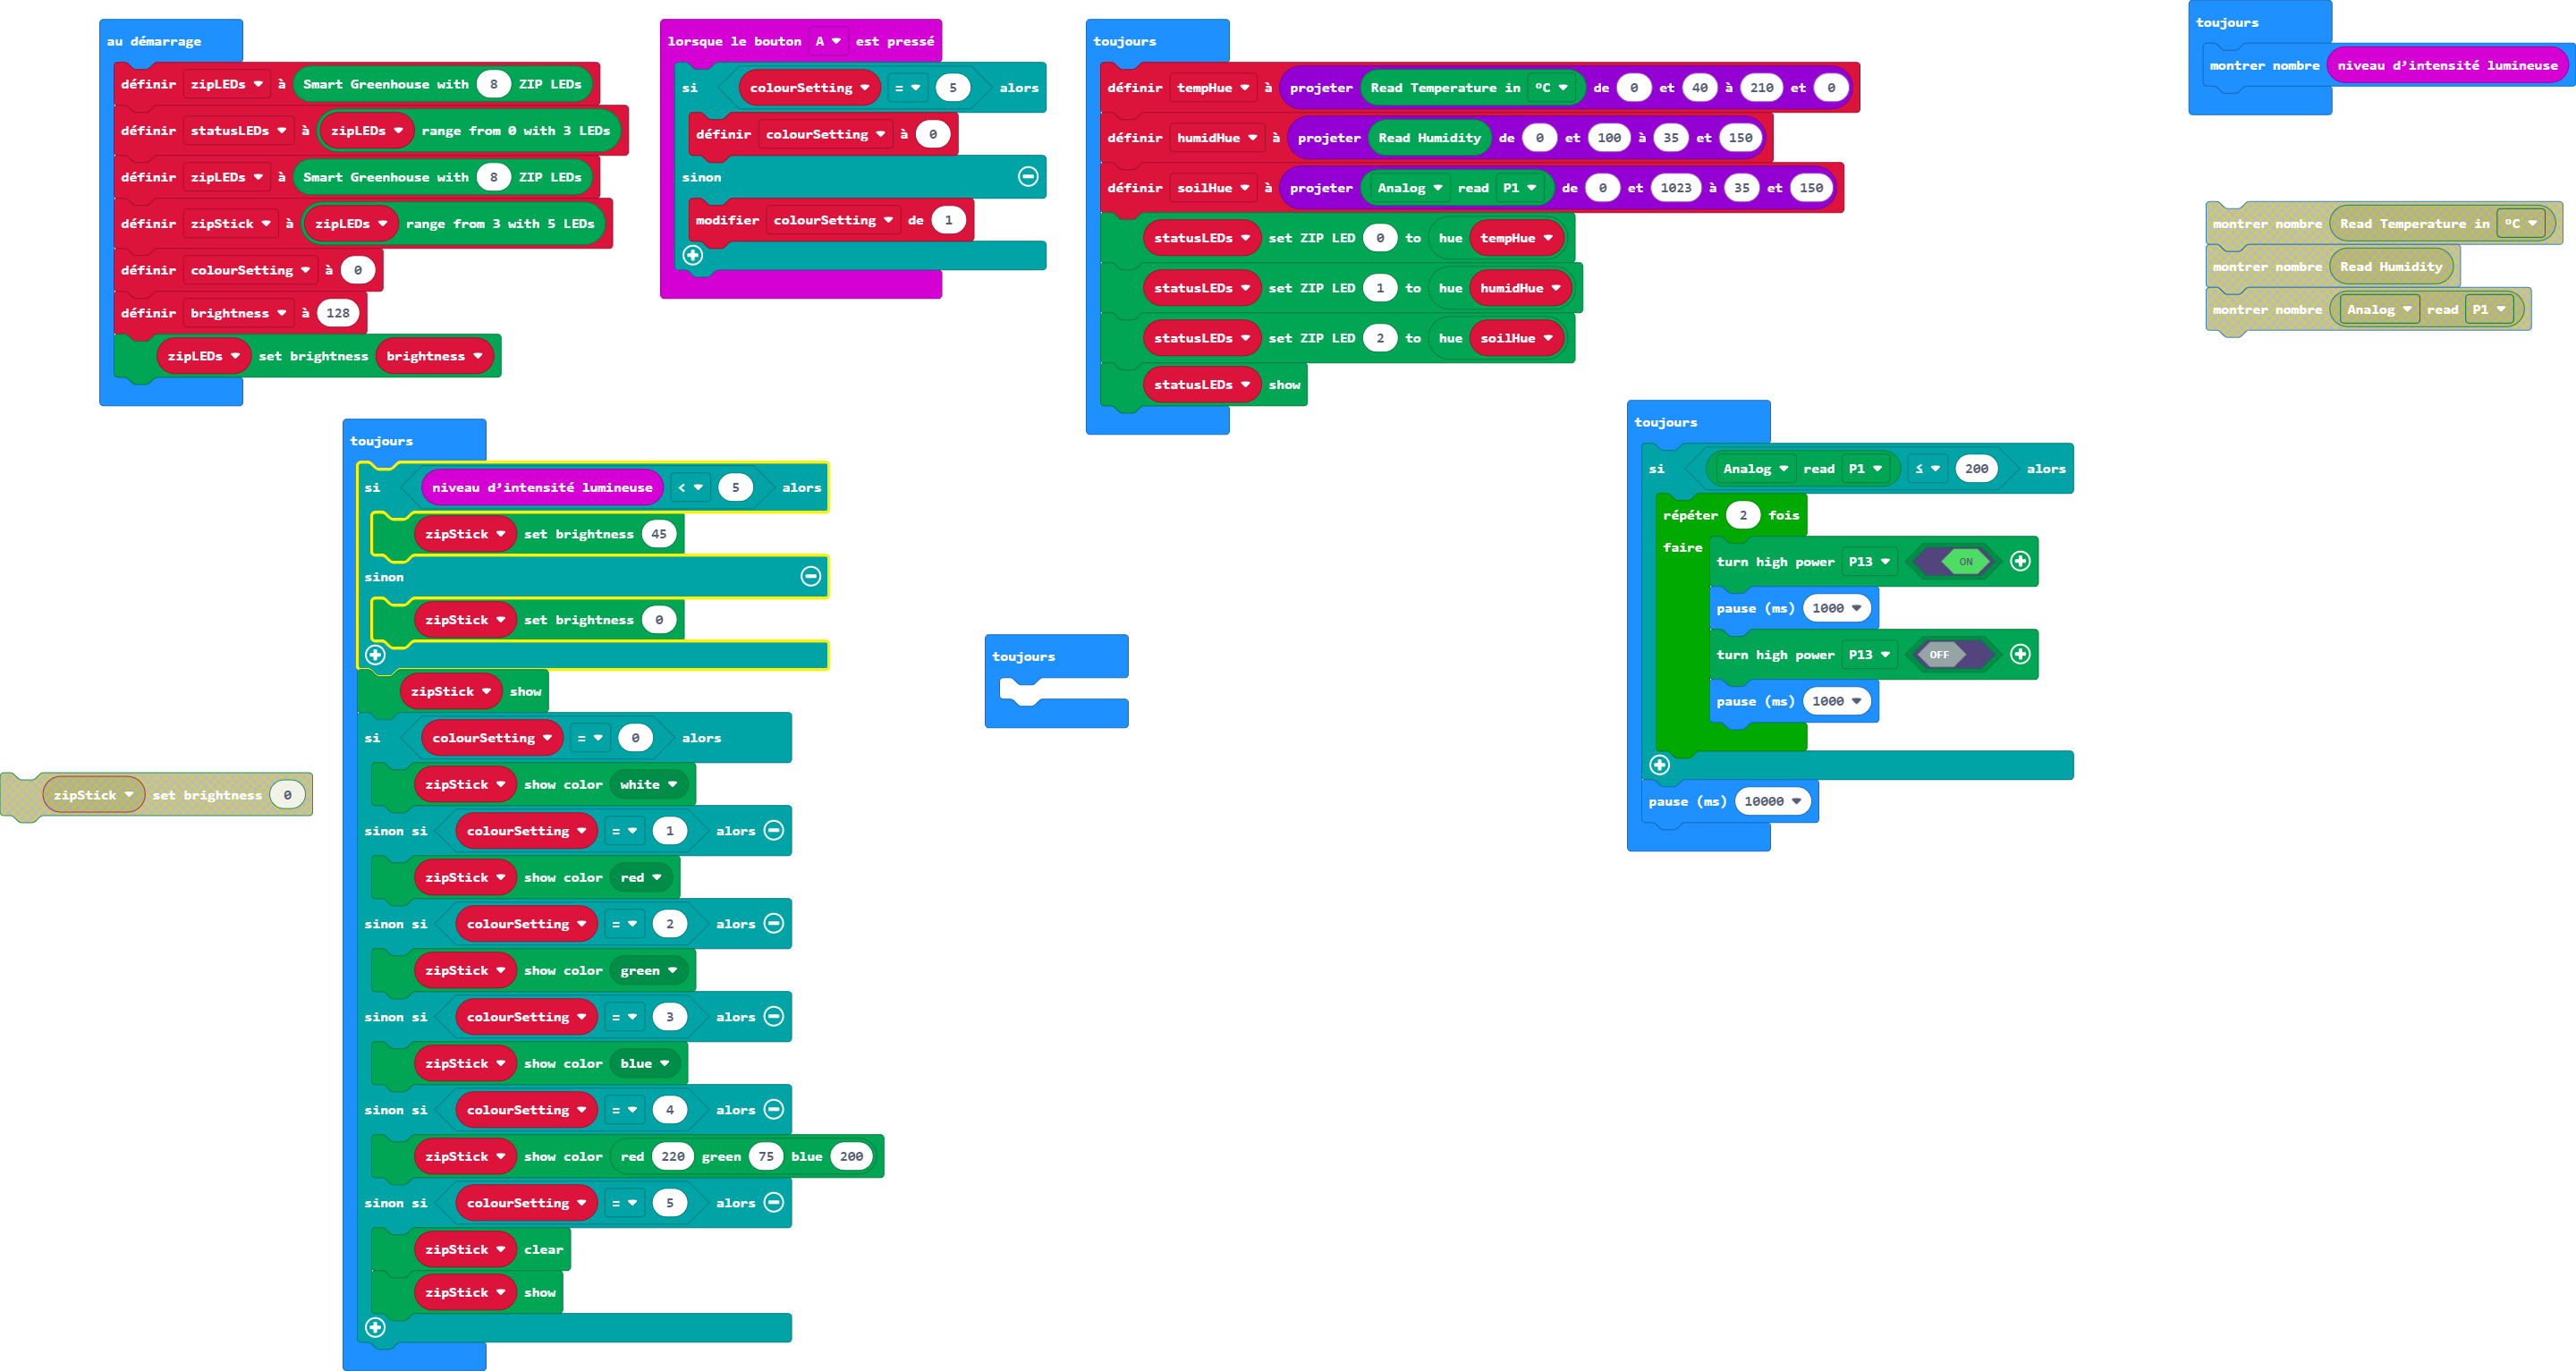 au démarrage
définir zipLEDs à Smart Greenhouse with 8 ZIP LEDs
définir statusLEDs à zipLEDs range from 0 with 3 LEDs
définir zipLEDs à Smart Greenhouse with 8 ZIP LEDs
définir zipStick à zipLEDs range from 3 with 5 LEDs
définir colourSetting à 0
définir brightness à 128
zipLEDs set brightness brightness
lorsque le bouton A est pressé
si colourSetting = 5 alors
définir colourSetting à 0
sinon
modifier colourSetting de 1
toujours
définir tempHue à projeter Read Temperature in ºC de 0 et 40 à 210 et 0
définir humidHue à projeter Read Humidity de 0 et 100 à 35 et 150
définir soilHue à projeter Analog read P1 de 0 et 1023 à 35 et 150
statusLEDs set ZIP LED 0 to hue tempHue
statusLEDs set ZIP LED 1 to hue humidHue
statusLEDs set ZIP LED 2 to hue soilHue
statusLEDs show
toujours
montrer nombre niveau d’intensité lumineuse
montrer nombre Read Temperature in ºC
montrer nombre Read Humidity
montrer nombre Analog read P1
toujours
si niveau d’intensité lumineuse < 5 alors
zipStick set brightness 45
sinon
zipStick set brightness 0
zipStick show
si colourSetting = 0 alors
zipStick show color white
sinon si colourSetting = 1 alors
zipStick show color red
sinon si colourSetting = 2 alors
zipStick show color green
sinon si colourSetting = 3 alors
zipStick show color blue
sinon si colourSetting = 4 alors
zipStick show color red 220 green 75 blue 200
sinon si colourSetting = 5 alors
zipStick clear
zipStick show
zipStick set brightness 0
toujours
toujours
si Analog read P1 ≤ 200 alors
répéter 2 fois
faire turn high power P13 ON
pause (ms) 1000
turn high power P13 OFF
pause (ms) 1000
pause (ms) 10000